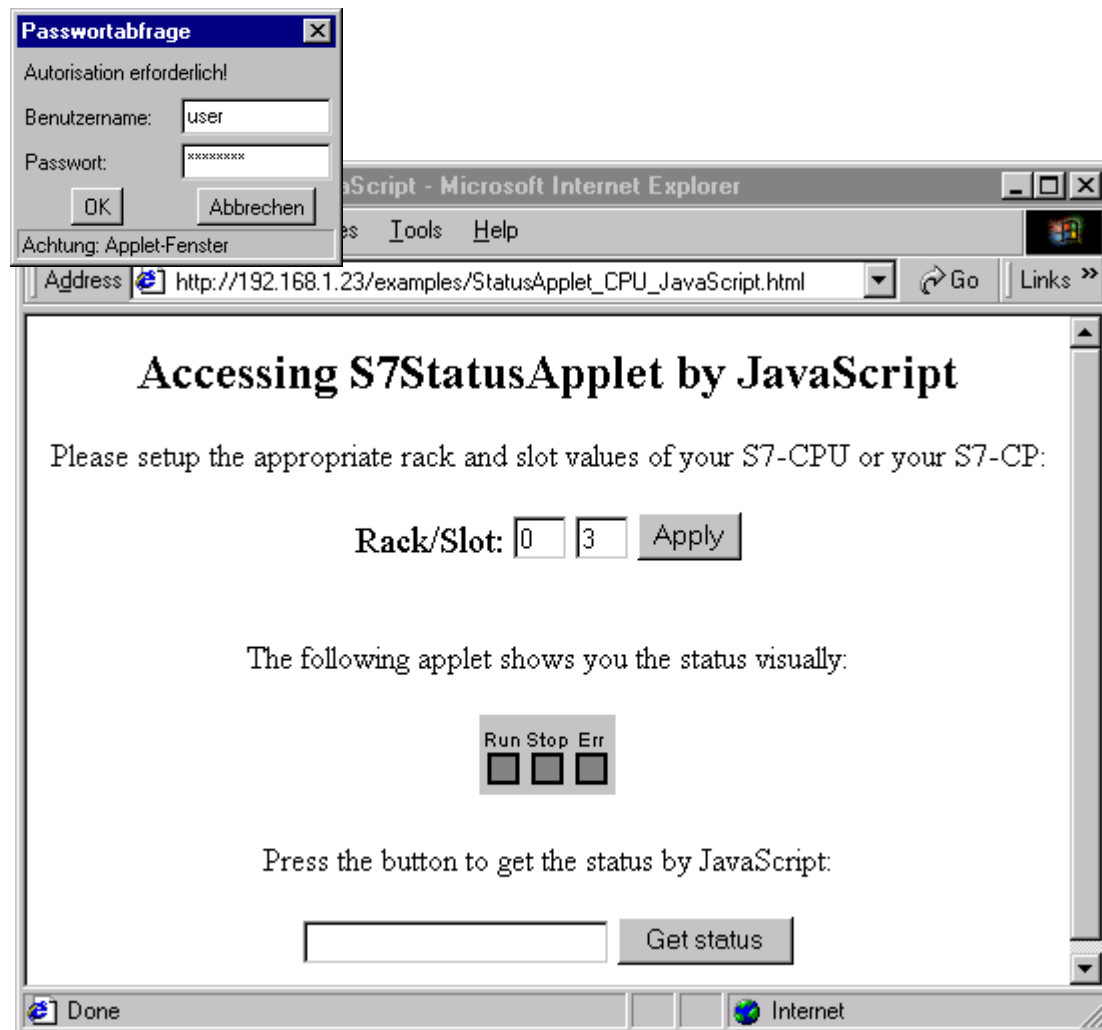 Passwortabfrage
Autorisation erforderlich!
Benutzername: user
Passwort: ********
OK Abbrechen
Achtung: Applet-Fenster
Script - Microsoft Internet Explorer
Tools Help
Address http://192.168.1.23/examples/StatusApplet_CPU_JavaScript.html Go Links »
Accessing S7StatusApplet by JavaScript
Please setup the appropriate rack and slot values of your S7-CPU or your S7-CP:
Rack/Slot: 0 3 Apply
The following applet shows you the status visually:
Run Stop Err
Press the button to get the status by JavaScript:
Get status
Done Internet